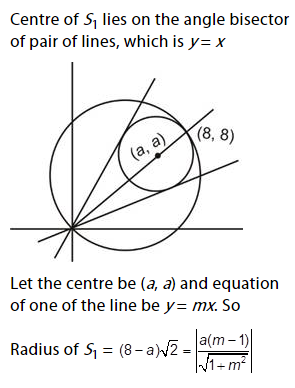 Centre of S₁ lies on the angle bisector
of pair of lines, which is y = x
(8, 8)
(a, a)
Let the centre be (a, a) and equation
of one of the line be y = mx. So
Radius of S₁ = (8 – a)√2 = |a(m – 1)/√(1 + m²)|